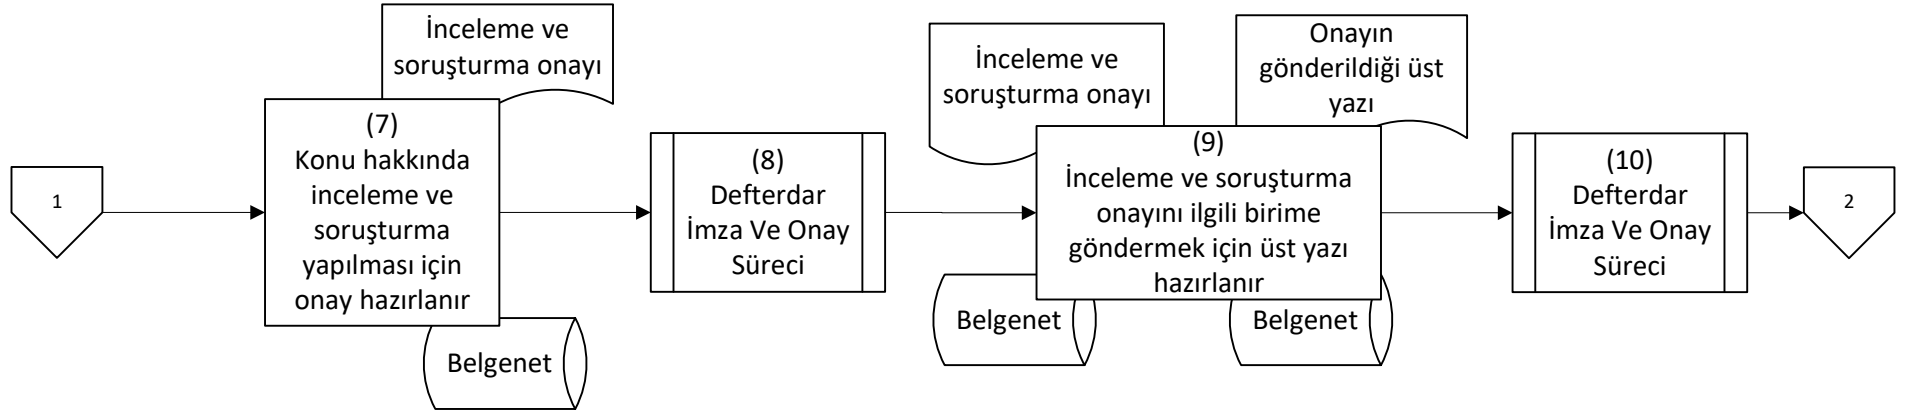 1
İnceleme ve
soruşturma onayı
(7)
Konu hakkında
inceleme ve
soruşturma
yapılması için
onay hazırlanır
Belgenet
(8)
Defterdar
İmza Ve Onay
Süreci
İnceleme ve
soruşturma onayı
Onayın
gönderildiği üst
yazı
(9)
İnceleme ve soruşturma
onayını ilgili birime
göndermek için üst yazı
hazırlanır
Belgenet
Belgenet
(10)
Defterdar
İmza Ve Onay
Süreci
2